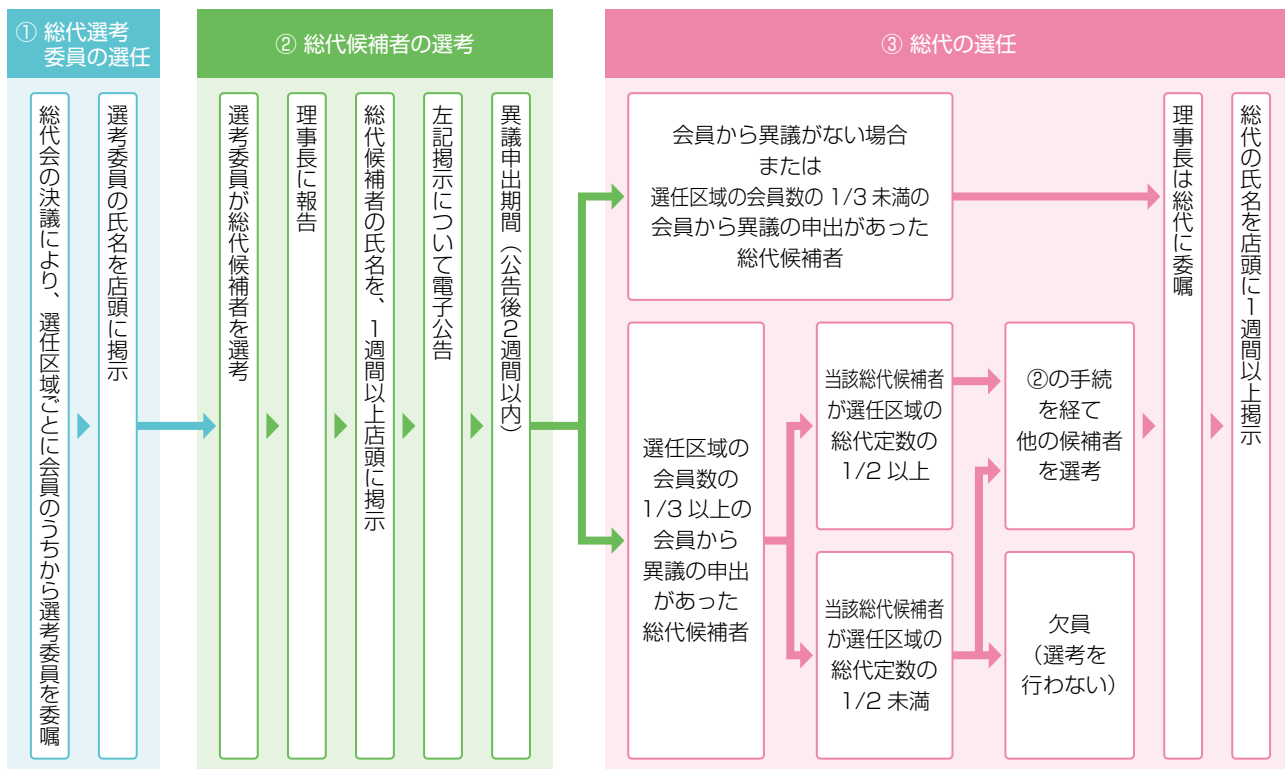 ① 総代選考
委員の選任
総代会の決議により、選任区域ごとに会員のうちから選考委員を委嘱
選考委員の氏名を店頭に掲示
② 総代候補者の選考
選考委員が総代候補者を選考
理事長に報告
総代候補者の氏名を、1週間以上店頭に掲示
左記掲示について電子公告
異議申出期間（公告後2週間以内）
③ 総代の選任
会員から異議がない場合
または
選任区域の会員数の 1/3 未満の
会員から異議の申出があった
総代候補者
選任区域の
会員数の
1/3 以上の
会員から
異議の申出
があった
総代候補者
当該総代候補者
が選任区域の
総代定数の
1/2 以上
当該総代候補者
が選任区域の
総代定数の
1/2 未満
②の手続
を経て
他の候補者
を選考
欠員
（選考を
行わない）
理事長は総代に委嘱
総代の氏名を店頭に1週間以上掲示